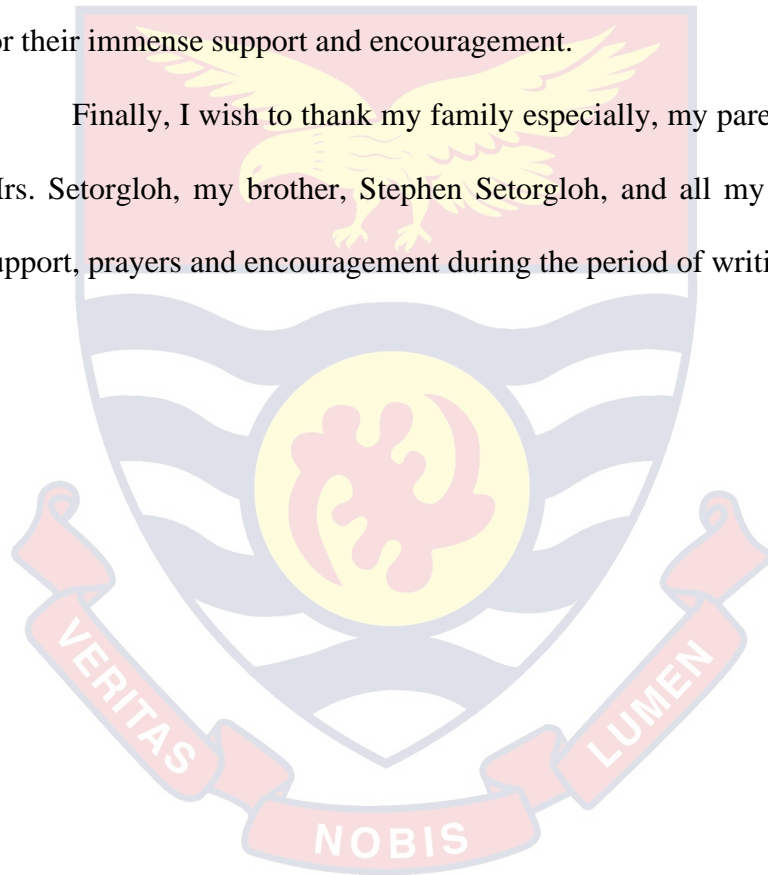 or their immense support and encouragement.
Finally, I wish to thank my family especially, my pare
Mrs. Setorgloh, my brother, Stephen Setorgloh, and all my
upport, prayers and encouragement during the period of writi
VERITAS
NOBIS
LUMEN